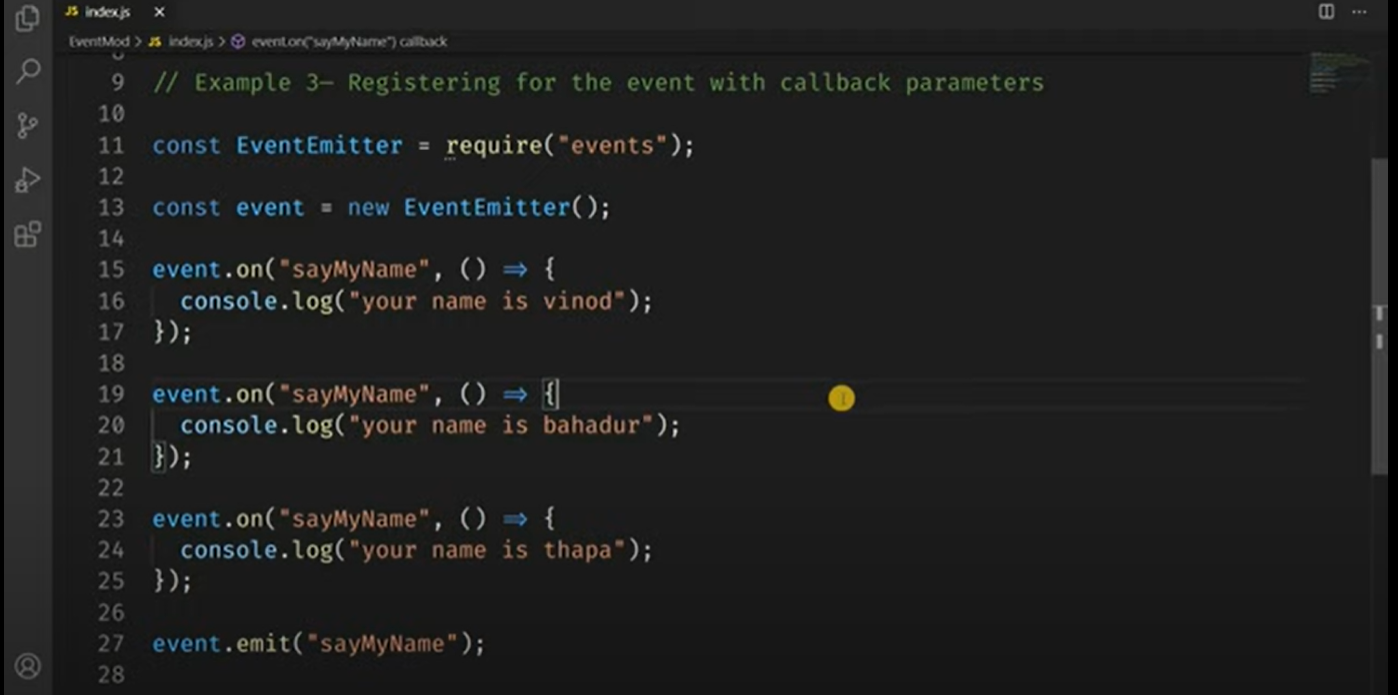 JS index.js ×
EventMod > JS index.js > event.on("sayMyName") callback
9 // Example 3– Registering for the event with callback parameters
10
11 const EventEmitter = require("events");
12
13 const event = new EventEmitter();
14
15 event.on("sayMyName", () => {
16 console.log("your name is vinod");
17 });
18
19 event.on("sayMyName", () => {
20 console.log("your name is bahadur");
21 });
22
23 event.on("sayMyName", () => {
24 console.log("your name is thapa");
25 });
26
27 event.emit("sayMyName");
28